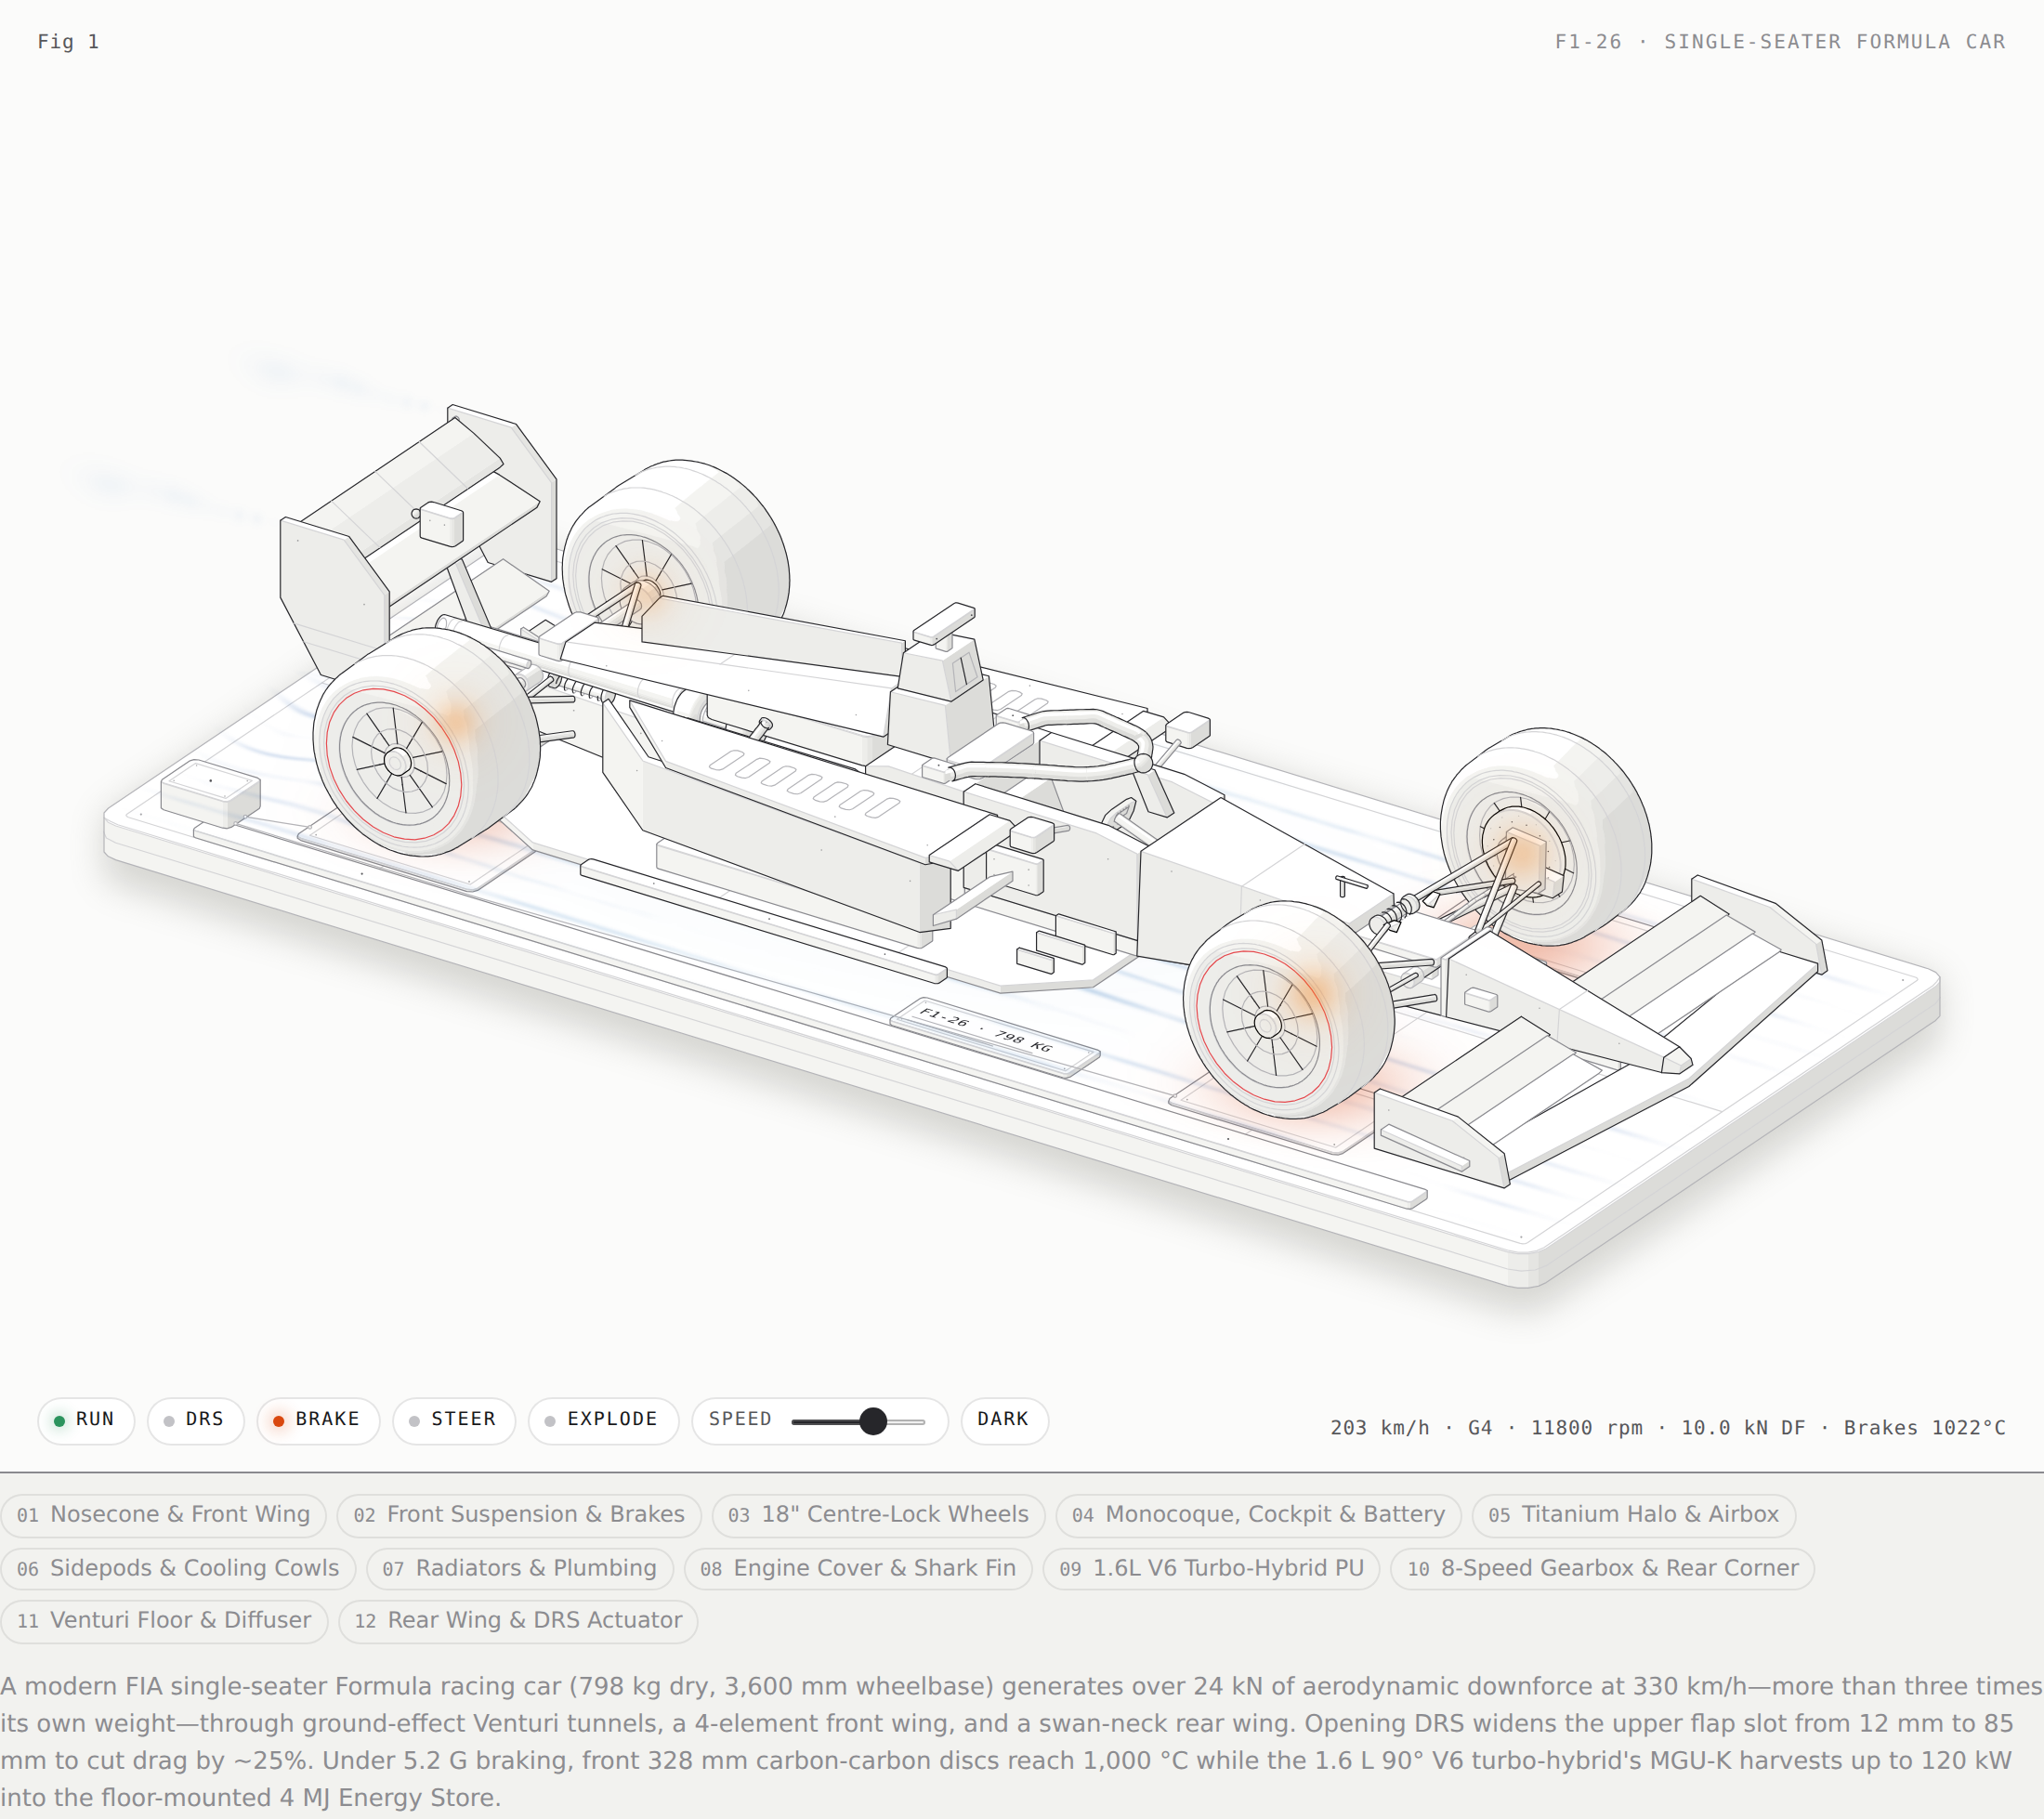 Fig 1
F1-26 · SINGLE-SEATER FORMULA CAR
F1-26 · 798 KG
RUN
DRS
BRAKE
STEER
EXPLODE
SPEED
DARK
203 km/h · G4 · 11800 rpm · 10.0 kN DF · Brakes 1022°C
01 Nosecone & Front Wing
02 Front Suspension & Brakes
03 18" Centre-Lock Wheels
04 Monocoque, Cockpit & Battery
05 Titanium Halo & Airbox
06 Sidepods & Cooling Cowls
07 Radiators & Plumbing
08 Engine Cover & Shark Fin
09 1.6L V6 Turbo-Hybrid PU
10 8-Speed Gearbox & Rear Corner
11 Venturi Floor & Diffuser
12 Rear Wing & DRS Actuator
A modern FIA single-seater Formula racing car (798 kg dry, 3,600 mm wheelbase) generates over 24 kN of aerodynamic downforce at 330 km/h—more than three times
its own weight—through ground-effect Venturi tunnels, a 4-element front wing, and a swan-neck rear wing. Opening DRS widens the upper flap slot from 12 mm to 85
mm to cut drag by ~25%. Under 5.2 G braking, front 328 mm carbon-carbon discs reach 1,000 °C while the 1.6 L 90° V6 turbo-hybrid's MGU-K harvests up to 120 kW
into the floor-mounted 4 MJ Energy Store.